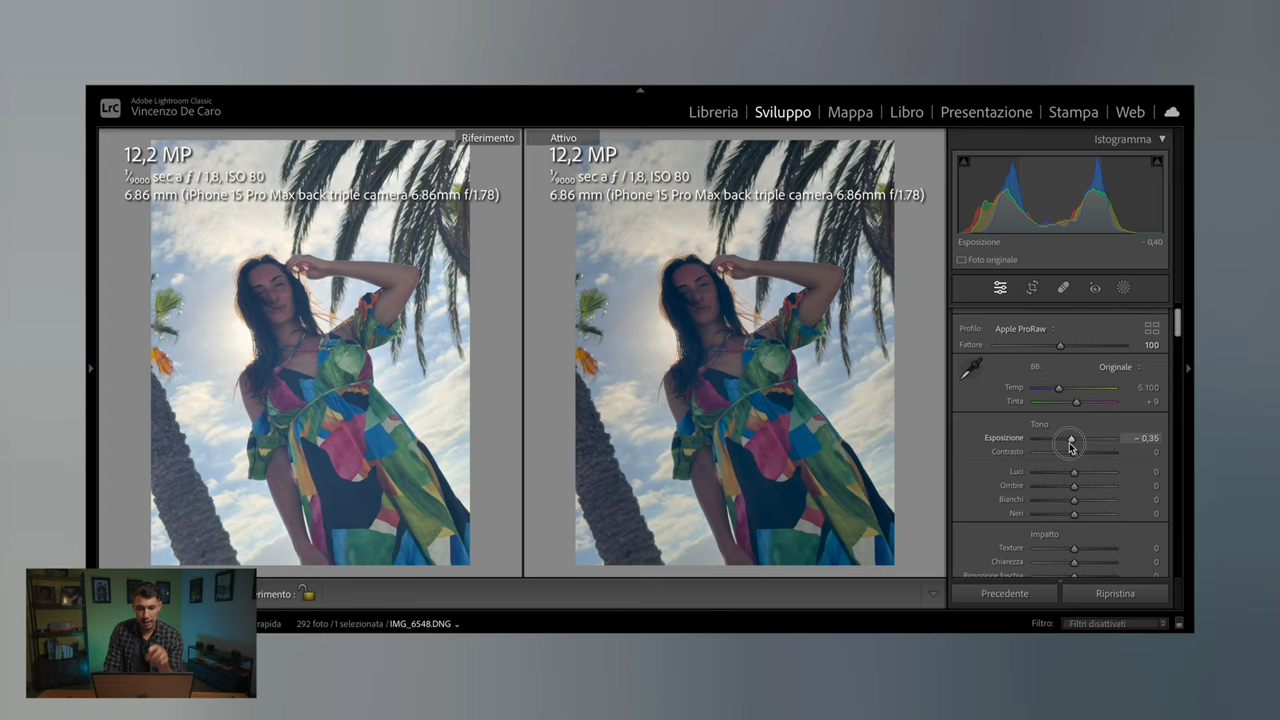 LrC
Adobe Lightroom Classic
Vincenzo De Caro
Libreria | Sviluppo | Mappa | Libro | Presentazione | Stampa | Web
Riferimento
12,2 MP
1/9000 sec a ƒ / 1,8, ISO 80
6.86 mm (iPhone 15 Pro Max back triple camera 6.86mm f/1.78)
Attivo
12,2 MP
1/9000 sec a ƒ / 1,8, ISO 80
6.86 mm (iPhone 15 Pro Max back triple camera 6.86mm f/1.78)
Istogramma
Esposizione - 0,40
Foto originale
Profilo: Apple ProRaw
Fattore 100
BB: Originale
Temp 5.100
Tinta + 9
Tono
Esposizione - 0,35
Contrasto 0
Luci 0
Ombre 0
Bianchi 0
Neri 0
Impatto
Texture 0
Chiarezza 0
Rimozione foschia
Precedente Ripristina
erimento :
rapida 292 foto / 1 selezionata / IMG_6548.DNG
Filtro: Filtri disattivati